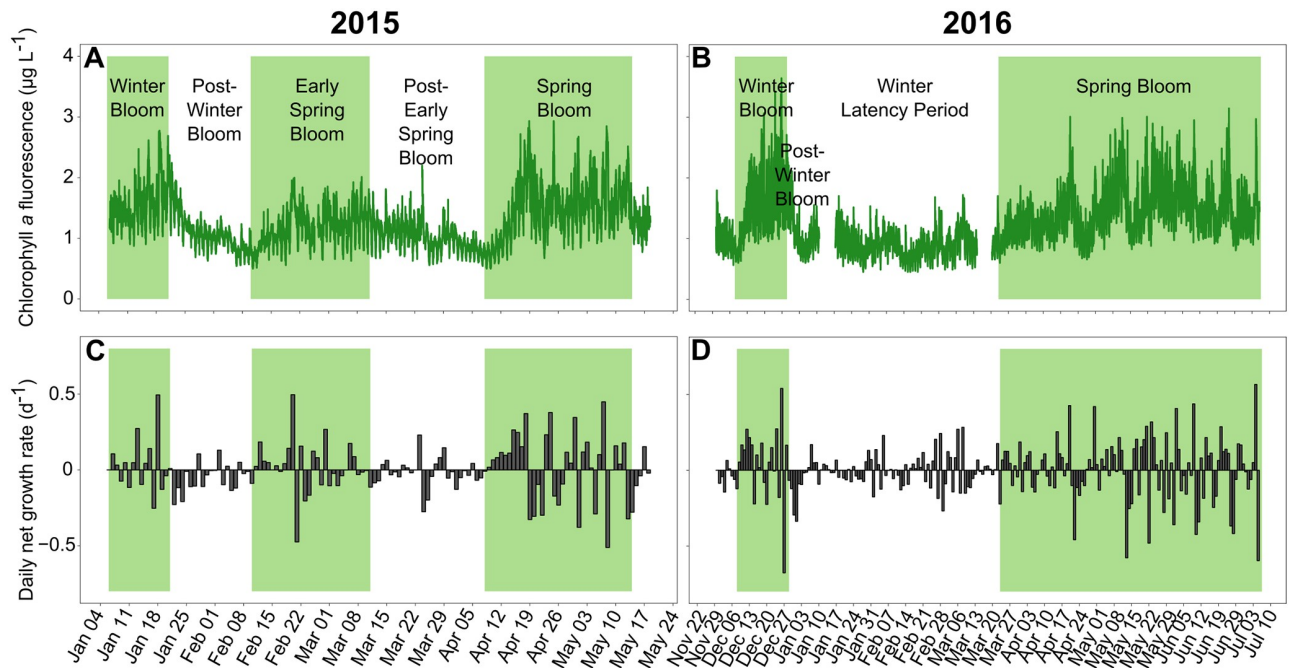 2015
2016
Chlorophyll a fluorescence (µg L⁻¹)
4
3
2
1
0
A
Winter
Bloom
Post-
Winter
Bloom
Early
Spring
Bloom
Post-
Early
Spring
Bloom
Spring
Bloom
B
Winter
Bloom
Post-
Winter
Bloom
Winter
Latency Period
Spring Bloom
Daily net growth rate (d⁻¹)
0.5
0
−0.5
C
D
Jan 04
Jan 11
Jan 18
Jan 25
Feb 01
Feb 08
Feb 15
Feb 22
Mar 01
Mar 08
Mar 15
Mar 22
Mar 29
Apr 05
Apr 12
Apr 19
Apr 26
May 03
May 10
May 17
May 24
Nov 22
Nov 29
Dec 06
Dec 13
Dec 20
Dec 27
Jan 03
Jan 10
Jan 17
Jan 24
Jan 31
Feb 07
Feb 14
Feb 21
Feb 28
Mar 06
Mar 13
Mar 20
Mar 27
Apr 03
Apr 10
Apr 17
Apr 24
May 01
May 08
May 15
May 22
May 29
Jun 05
Jun 12
Jun 19
Jun 26
Jul 03
Jul 10